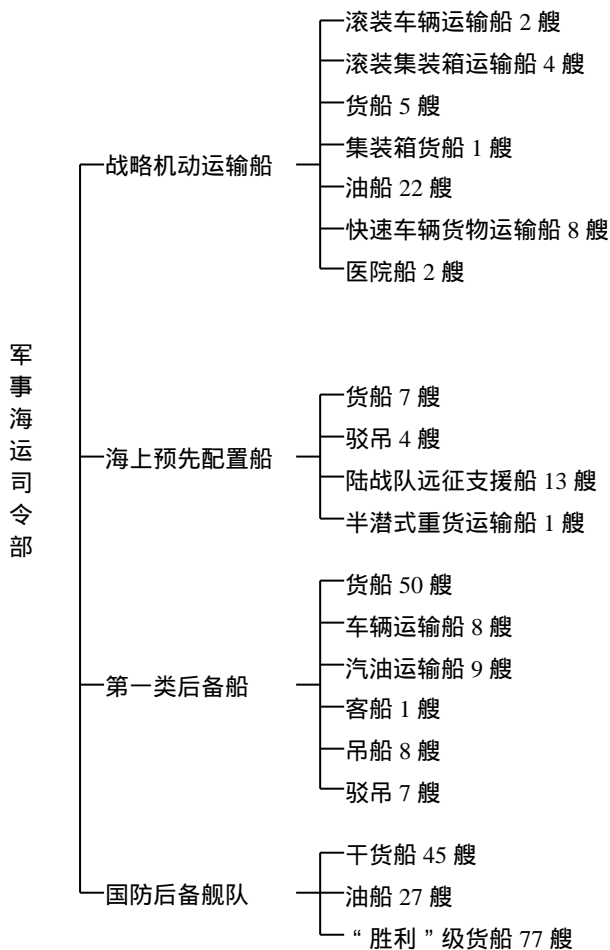 军事海运司令部
战略机动运输船
滚装车辆运输船 2 艘
滚装集装箱运输船 4 艘
货船 5 艘
集装箱货船 1 艘
油船 22 艘
快速车辆货物运输船 8 艘
医院船 2 艘
海上预先配置船
货船 7 艘
驳吊 4 艘
陆战队远征支援船 13 艘
半潜式重货运输船 1 艘
第一类后备船
货船 50 艘
车辆运输船 8 艘
汽油运输船 9 艘
客船 1 艘
吊船 8 艘
驳吊 7 艘
国防后备舰队
干货船 45 艘
油船 27 艘
“胜利”级货船 77 艘